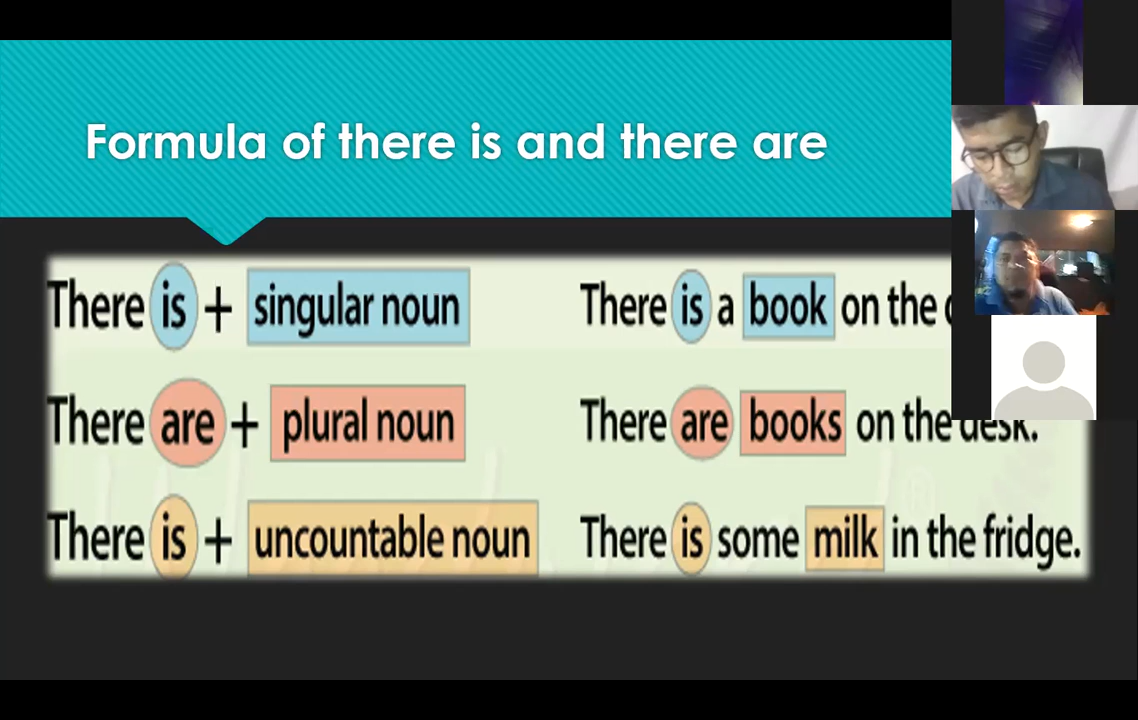 Formula of there is and there are
There is + singular noun
There is a book on the
There are + plural noun
There are books on the desk.
There is + uncountable noun
There is some milk in the fridge.